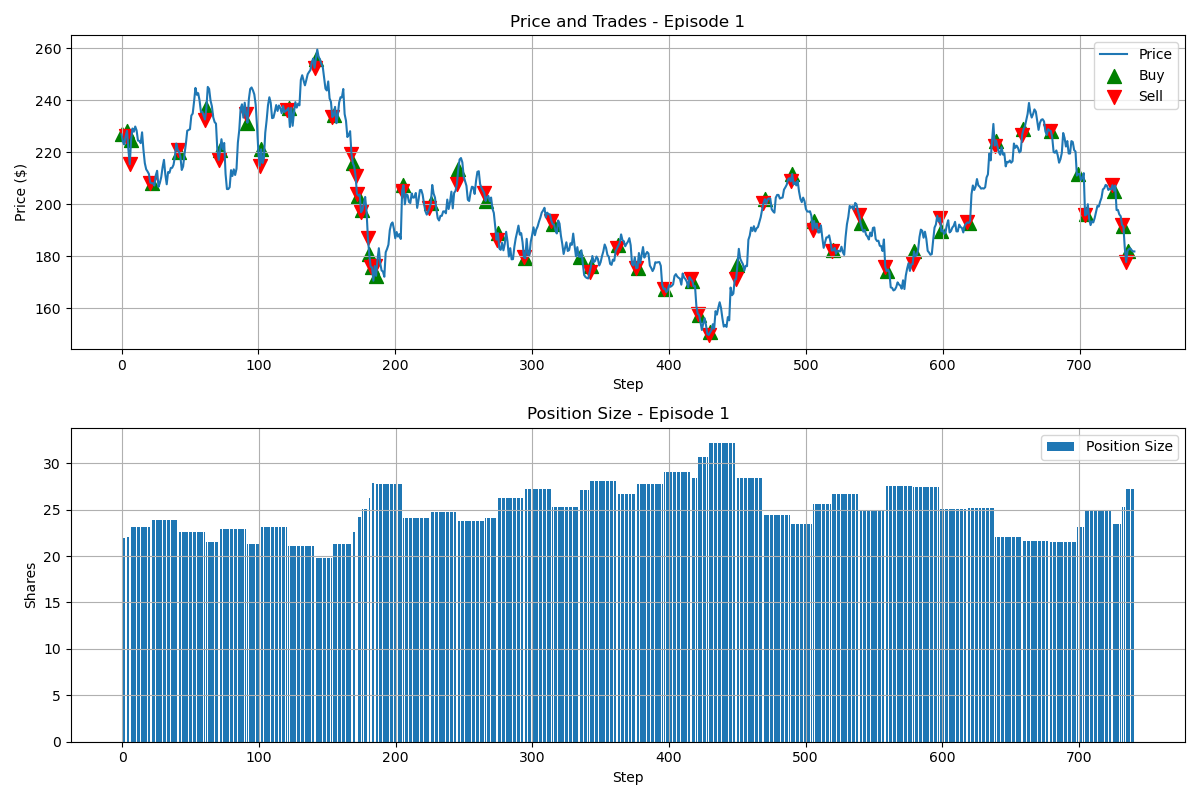 Price and Trades - Episode 1
Price ($)
260
240
220
200
180
160
Price
Buy
Sell
0 100 200 300 400 500 600 700
Step
Position Size - Episode 1
Shares
30
25
20
15
10
5
0
Position Size
0 100 200 300 400 500 600 700
Step